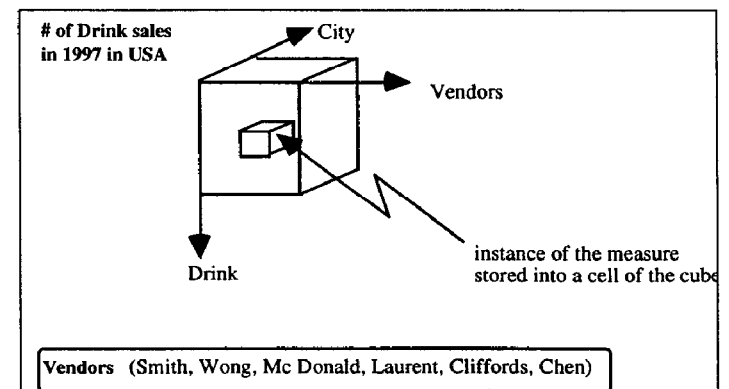 # of Drink sales
in 1997 in USA
City
Vendors
Drink
instance of the measure
stored into a cell of the cube
Vendors (Smith, Wong, Mc Donald, Laurent, Cliffords, Chen)